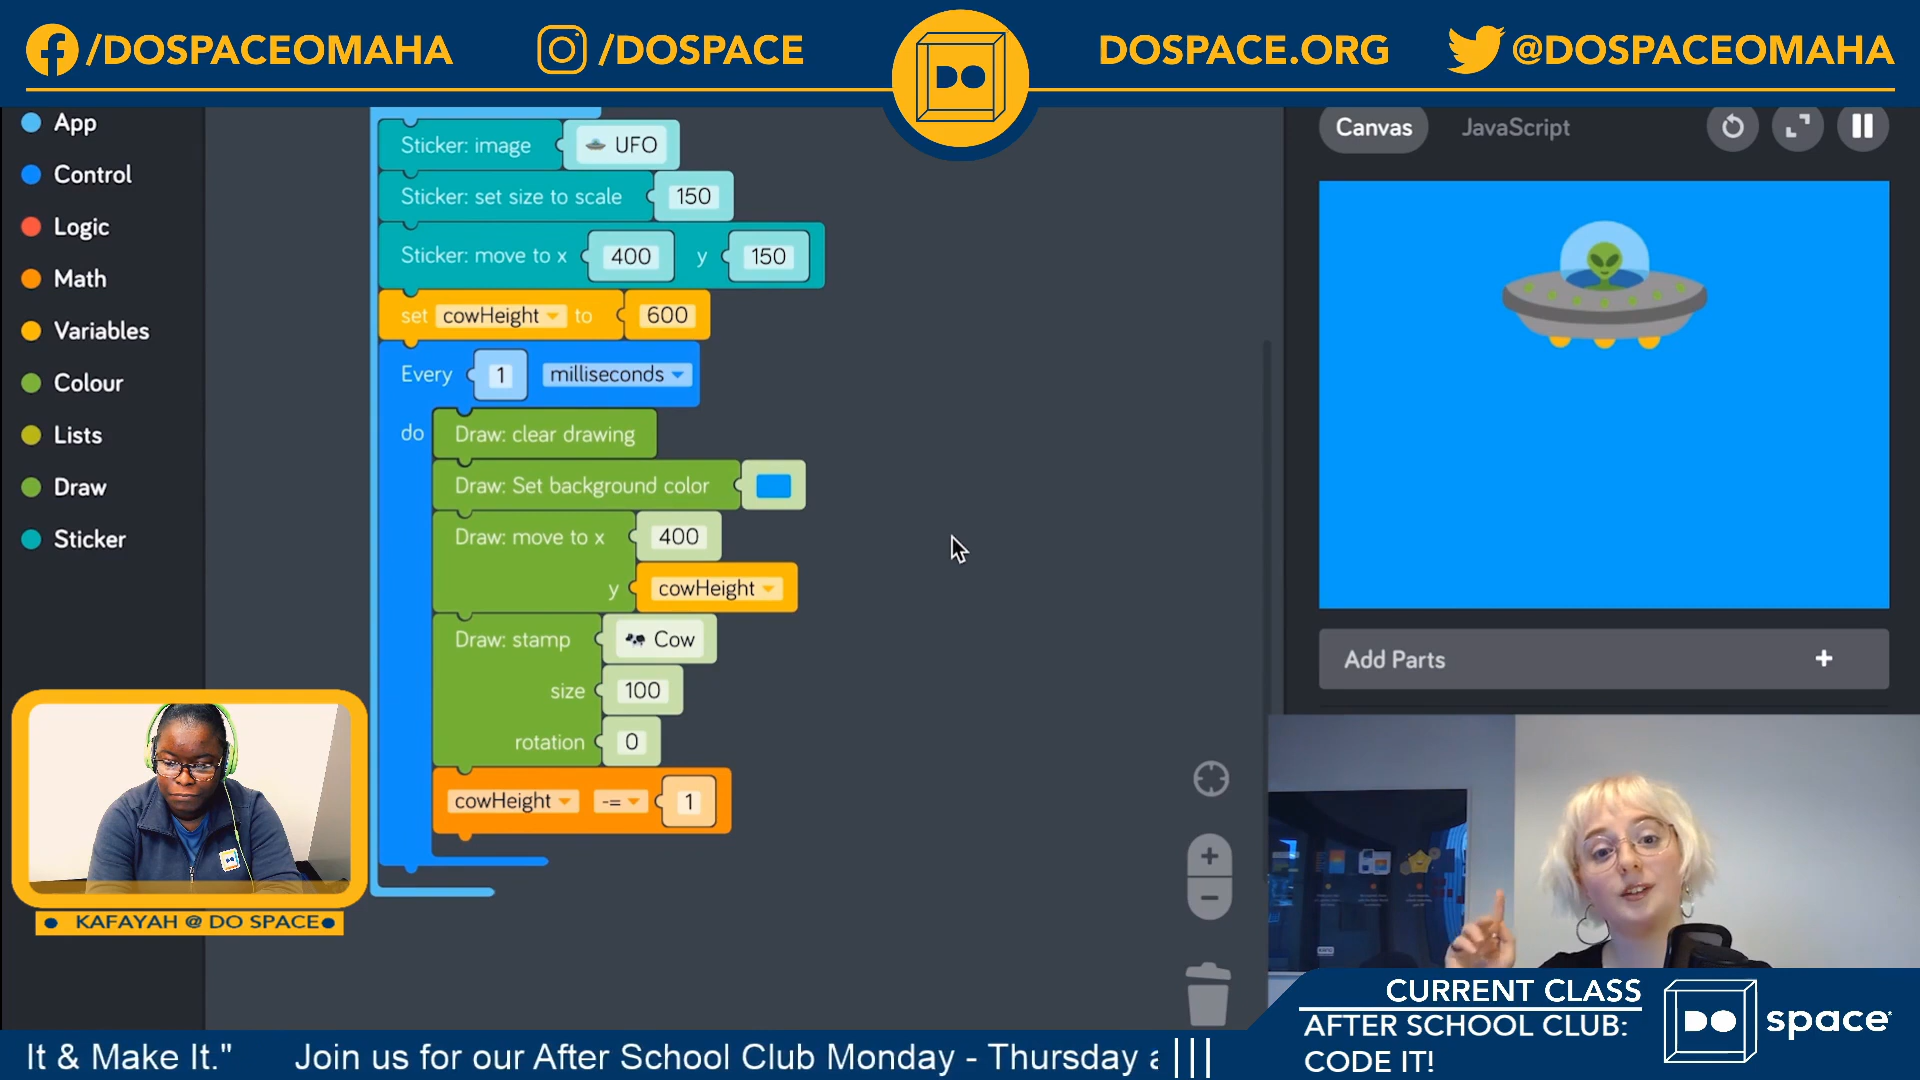 /DOSPACEOMAHA
/DOSPACE
DO
DOSPACE.ORG
@DOSPACEOMAHA
App
Control
Logic
Math
Variables
Colour
Lists
Draw
Sticker
Sticker: image UFO
Sticker: set size to scale 150
Sticker: move to x 400 y 150
set cowHeight to 600
Every 1 milliseconds
do
Draw: clear drawing
Draw: Set background color
Draw: move to x 400
y cowHeight
Draw: stamp Cow
size 100
rotation 0
cowHeight -= 1
Canvas
JavaScript
Add Parts +
KAFAYAH @ DO SPACE
CURRENT CLASS
AFTER SCHOOL CLUB:
CODE IT!
DO space
It & Make It." Join us for our After School Club Monday - Thursday